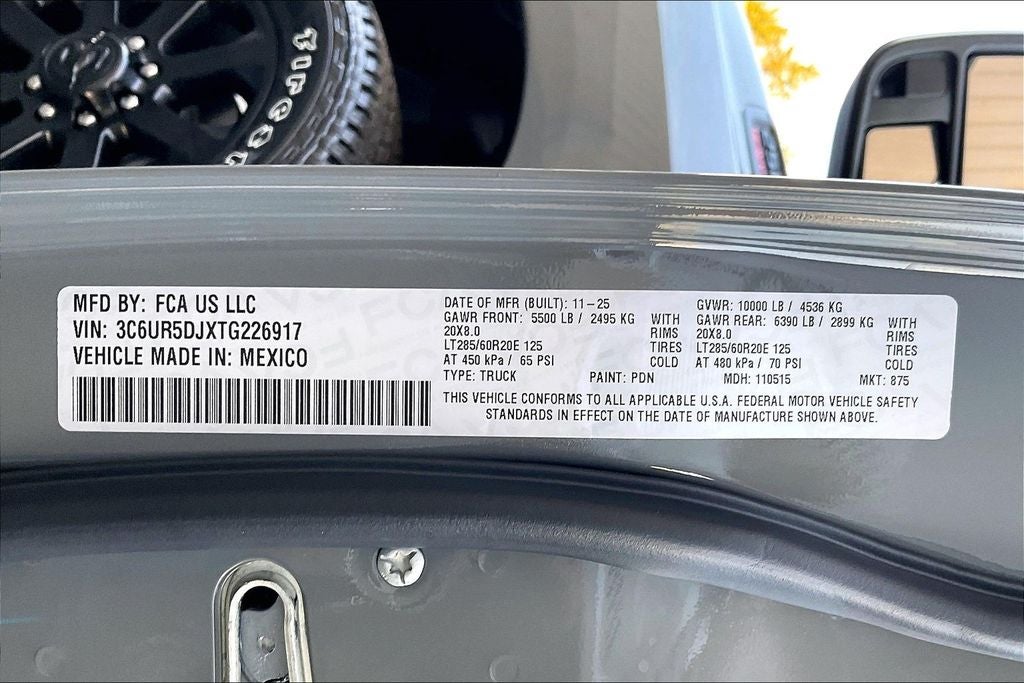 MFD BY: FCA US LLC
VIN: 3C6UR5DJXTG226917
VEHICLE MADE IN: MEXICO
DATE OF MFR (BUILT): 11-25
GAWR FRONT: 5500 LB / 2495 KG WITH
20X8.0 RIMS
LT285/60R20E 125 TIRES
AT 450 kPa / 65 PSI COLD
TYPE: TRUCK PAINT: PDN
GVWR: 10000 LB / 4536 KG
GAWR REAR: 6390 LB / 2899 KG WITH
20X8.0 RIMS
LT285/60R20E 125 TIRES
AT 480 kPa / 70 PSI COLD
MDH: 110515 MKT: 875
THIS VEHICLE CONFORMS TO ALL APPLICABLE U.S.A. FEDERAL MOTOR VEHICLE SAFETY
STANDARDS IN EFFECT ON THE DATE OF MANUFACTURE SHOWN ABOVE.